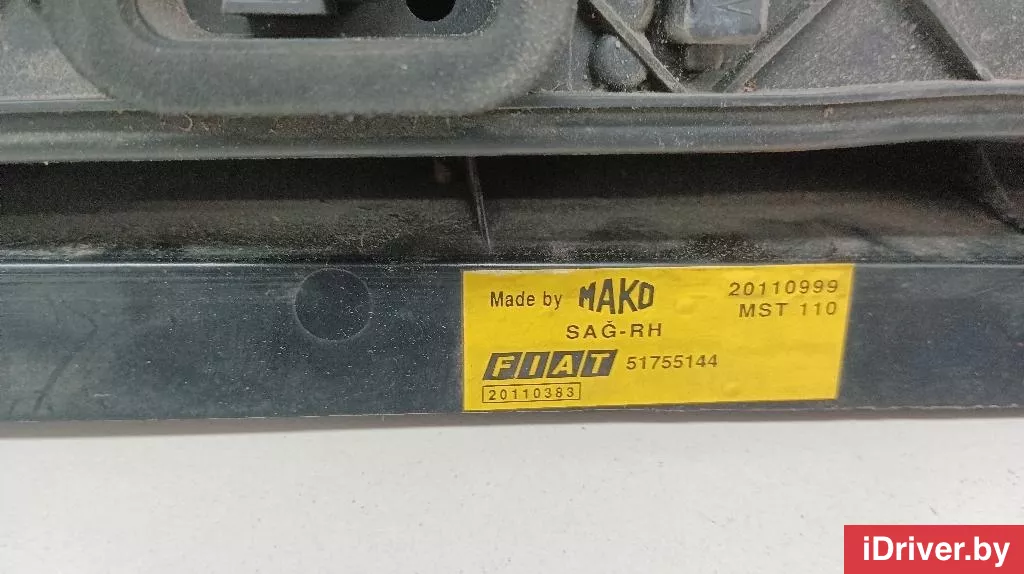 Made by MAKO 20110999
MST 110
SAĞ-RH
FIAT 51755144
20110383
iDriver.by